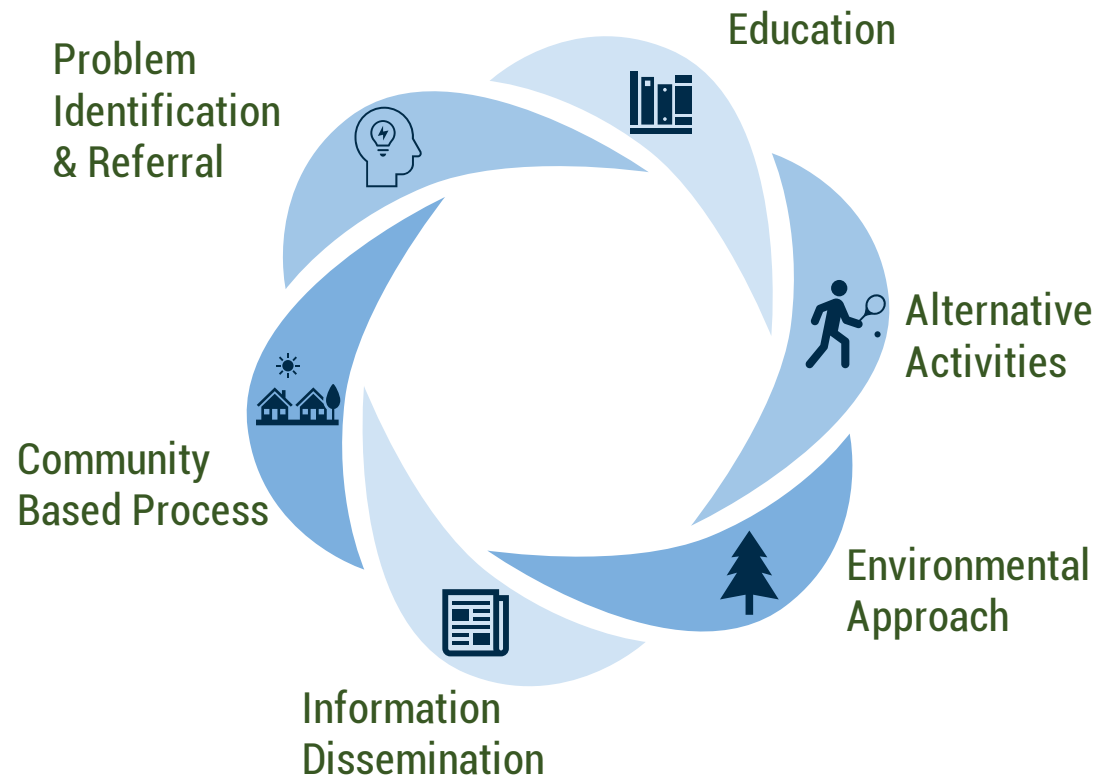 Education
Problem
Identification
& Referral
Alternative
Activities
Community
Based Process
Environmental
Approach
Information
Dissemination